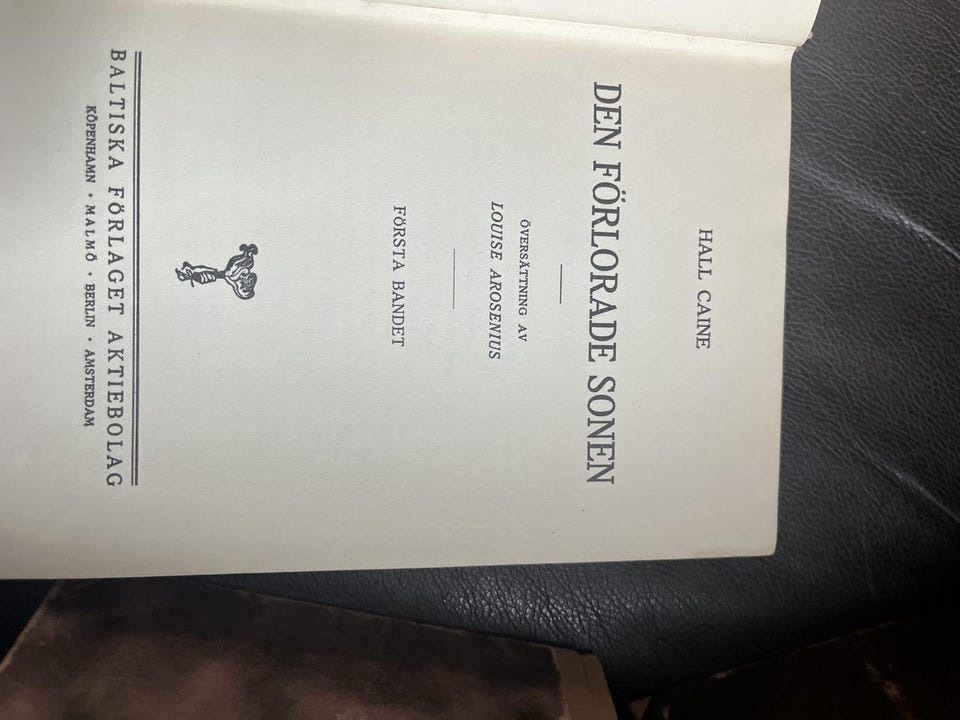 HALL CAINE
DEN FÖRLORADE SONEN
ÖVERSÄTTNING AV
LOUISE AROSENIUS
FÖRSTA BANDET
BALTISKA FÖRLAGET AKTIEBOLAG
KÖPENHAMN • MALMÖ • BERLIN • AMSTERDAM